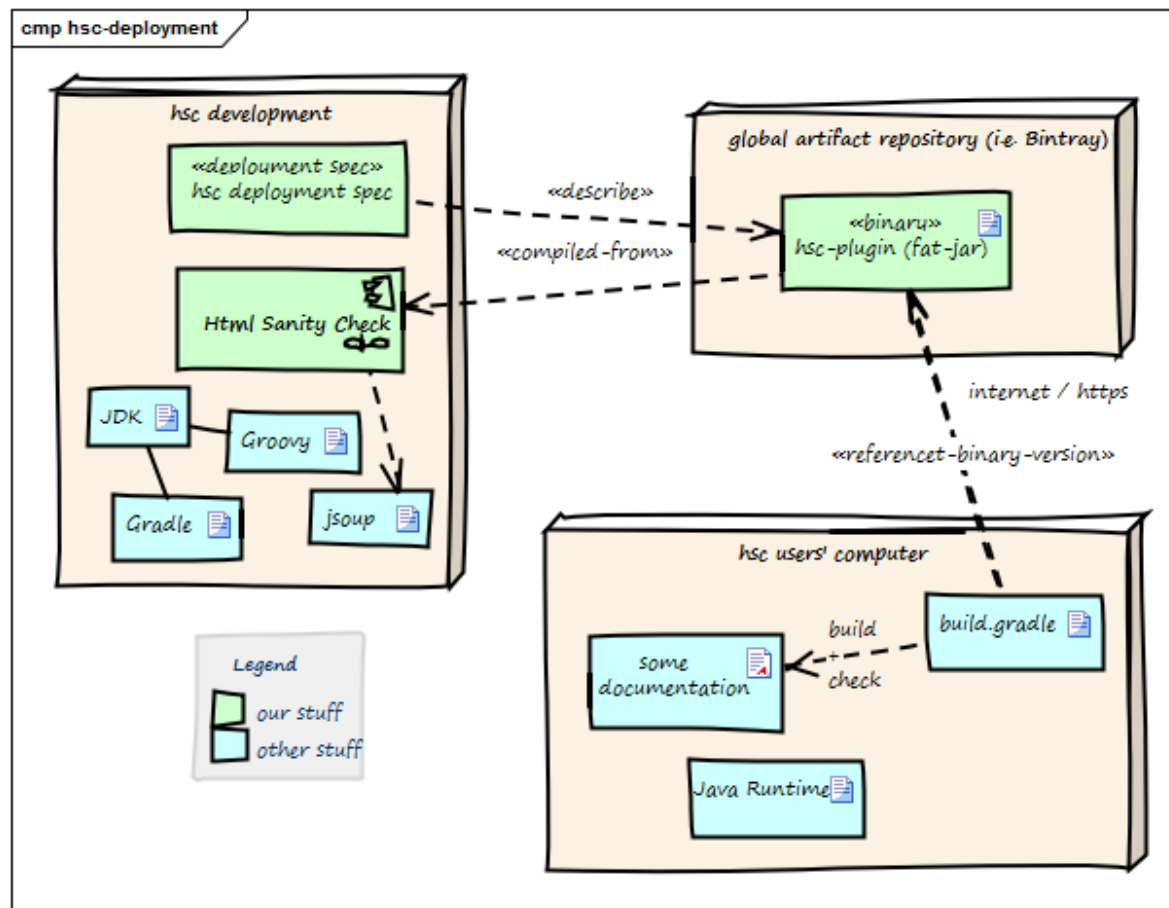 cmp hsc-deployment
hsc development
«deployment spec»
hsc deployment spec
«describe»
«compiled-from»
Html Sanity Check
JDK
Groovy
Gradle
jsoup
global artifact repository (i.e. Bintray)
«binary»
hsc-plugin (fat-jar)
internet / https
«referencet-binary-version»
hsc users' computer
build.gradle
build
+
check
some
documentation
Java Runtime
Legend
our stuff
other stuff